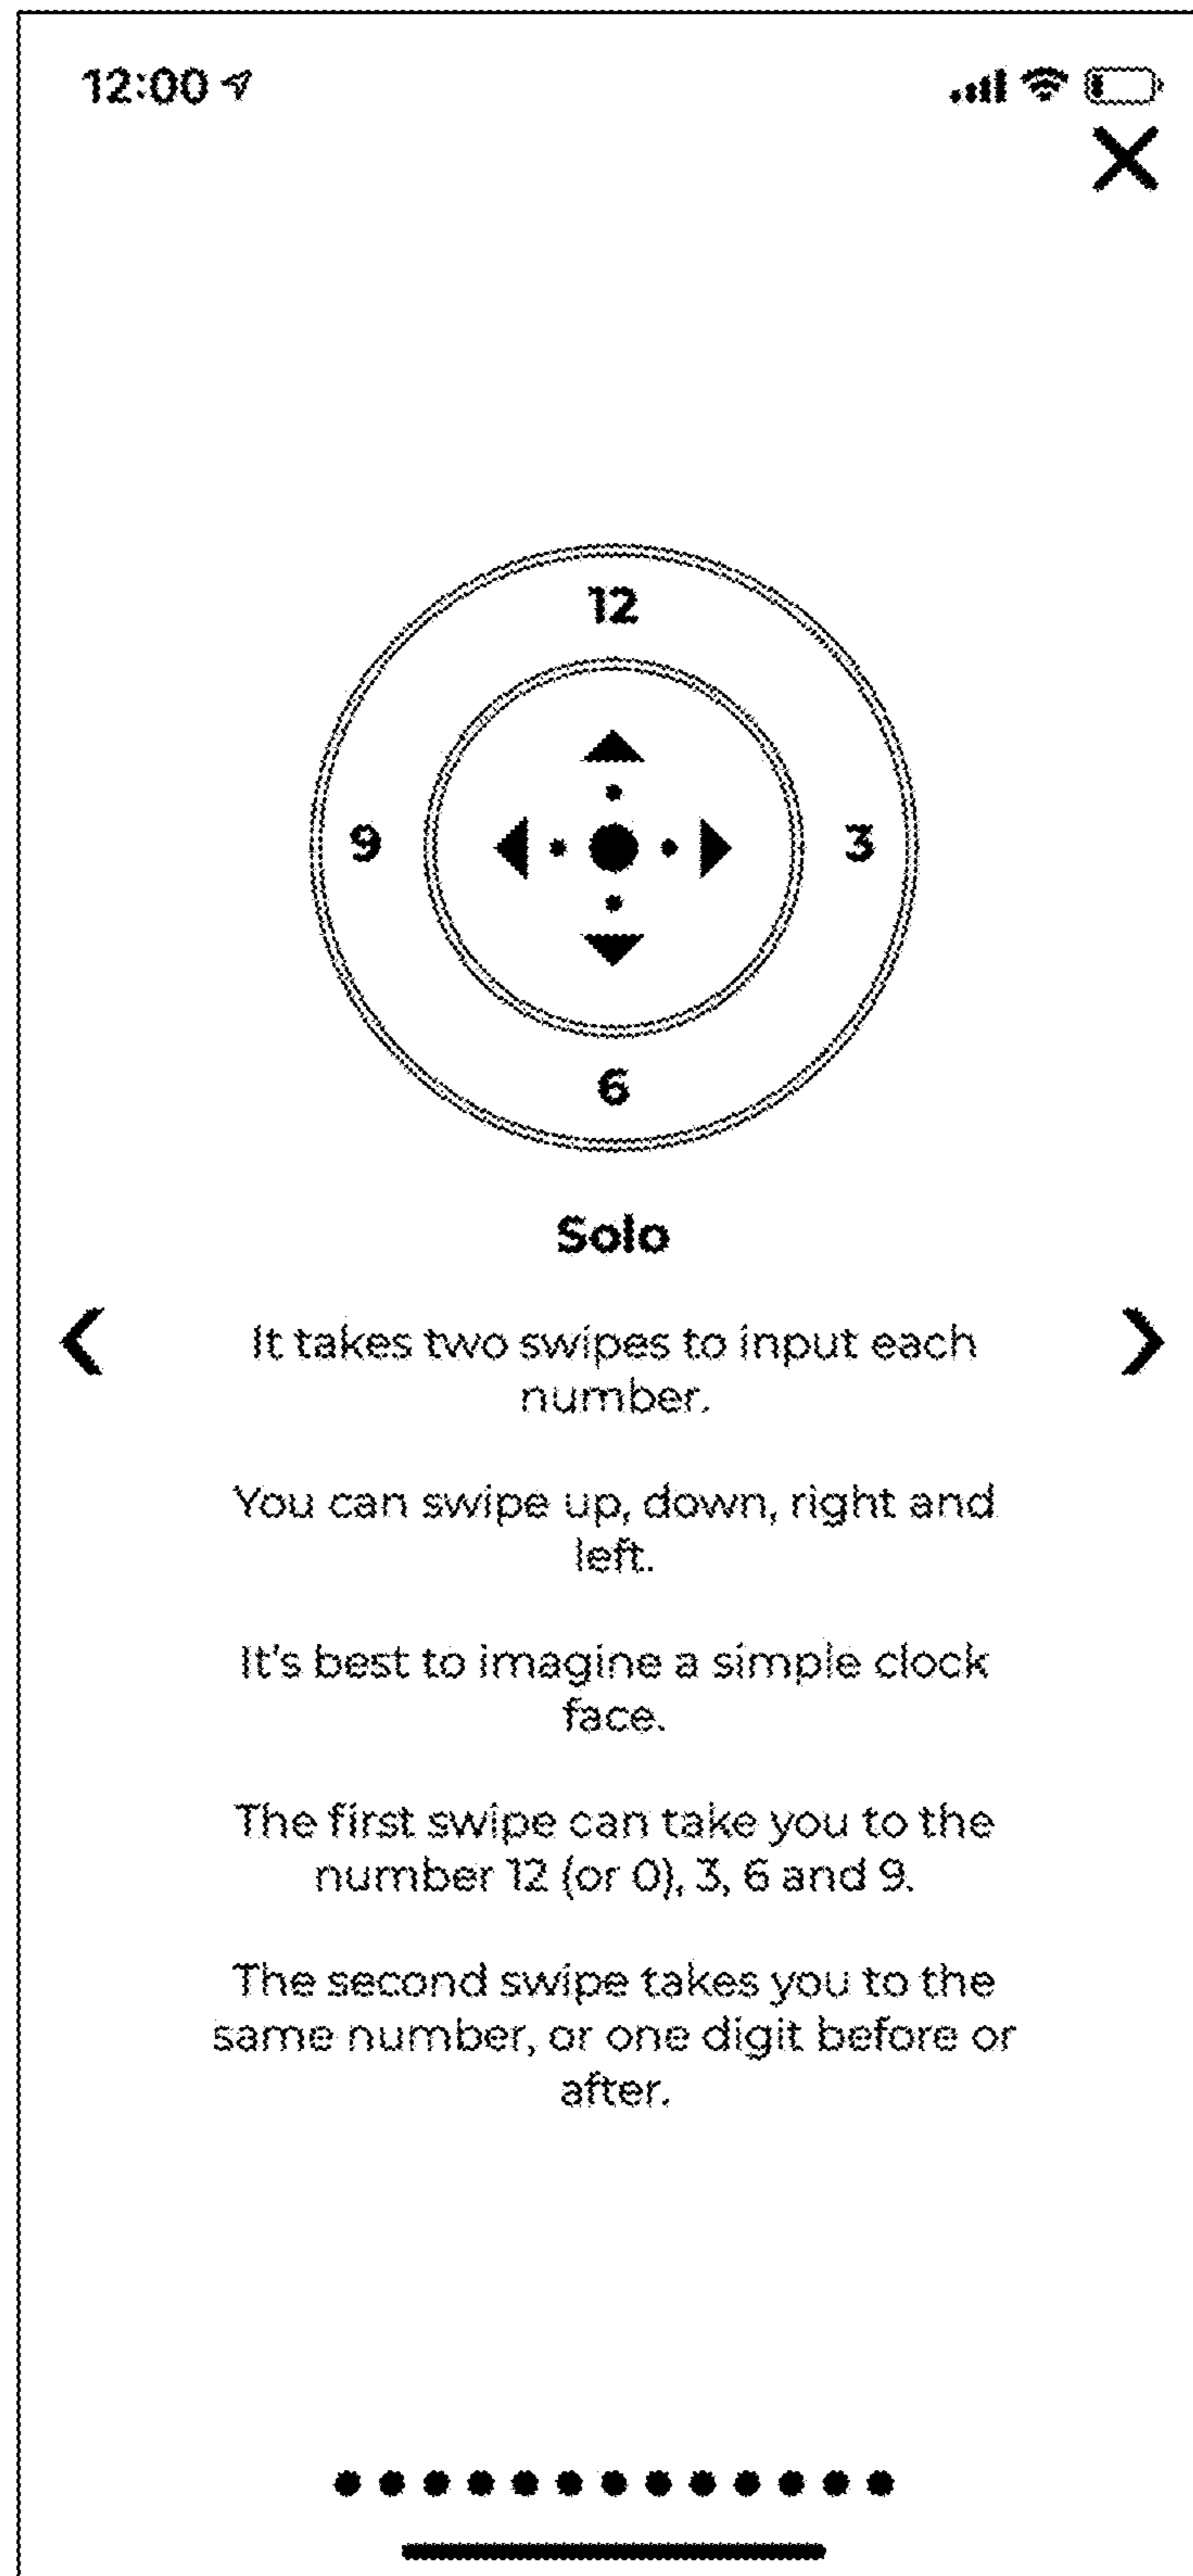 12:00
12
9 3
6
Solo
It takes two swipes to input each
number.
You can swipe up, down, right and
left.
It's best to imagine a simple clock
face.
The first swipe can take you to the
number 12 (or 0), 3, 6 and 9.
The second swipe takes you to the
same number, or one digit before or
after.